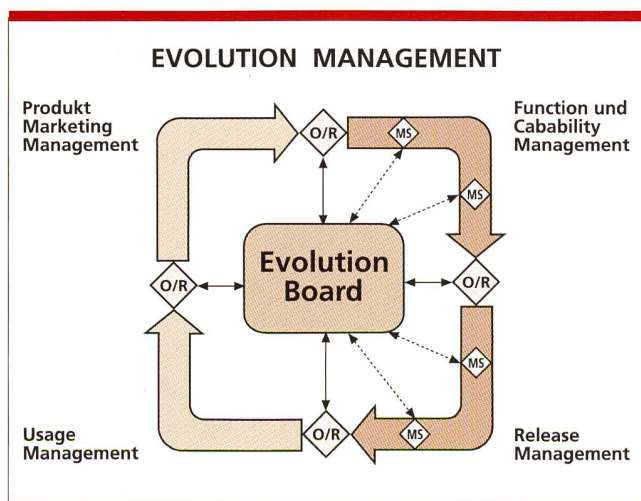 EVOLUTION MANAGEMENT
Produkt
Marketing
Management
Function und
Cabability
Management
O/R
MS
MS
O/R
Evolution
Board
O/R
MS
MS
O/R
Usage
Management
Release
Management